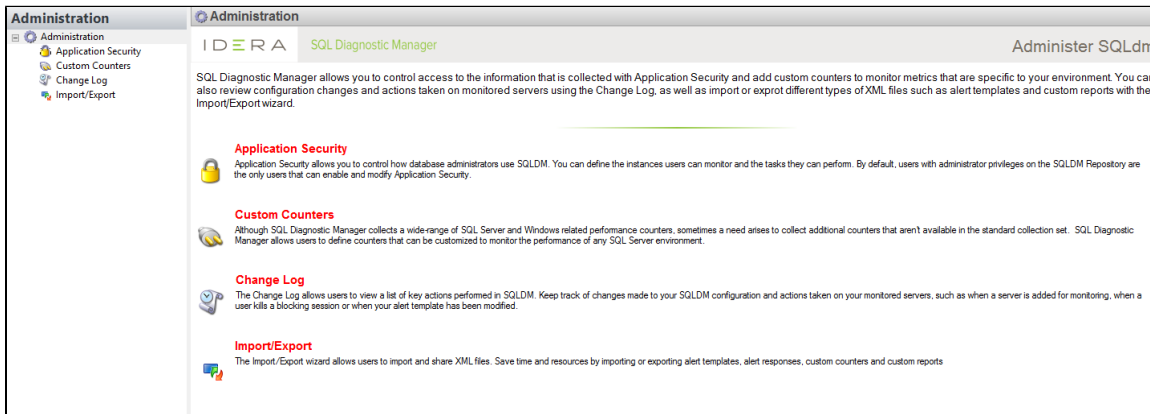 Administration
Administration
Application Security
Custom Counters
Change Log
Import/Export
Administration
IDERA SQL Diagnostic Manager Administer SQLdm
SQL Diagnostic Manager allows you to control access to the information that is collected with Application Security and add custom counters to monitor metrics that are specific to your environment. You can
also review configuration changes and actions taken on monitored servers using the Change Log, as well as import or exprot different types of XML files such as alert templates and custom reports with the
Import/Export wizard.
Application Security
Application Security allows you to control how database administrators use SQLDM. You can define the instances users can monitor and the tasks they can perform. By default, users with administrator privileges on the SQLDM Repository are
the only users that can enable and modify Application Security.
Custom Counters
Although SQL Diagnostic Manager collects a wide-range of SQL Server and Windows related performance counters, sometimes a need arises to collect additional counters that aren't available in the standard collection set. SQL Diagnostic
Manager allows users to define counters that can be customized to monitor the performance of any SQL Server environment.
Change Log
The Change Log allows users to view a list of key actions performed in SQLDM. Keep track of changes made to your SQLDM configuration and actions taken on your monitored servers, such as when a server is added for monitoring, when a
user kills a blocking session or when your alert template has been modified.
Import/Export
The Import/Export wizard allows users to import and share XML files. Save time and resources by importing or exporting alert templates, alert responses, custom counters and custom reports